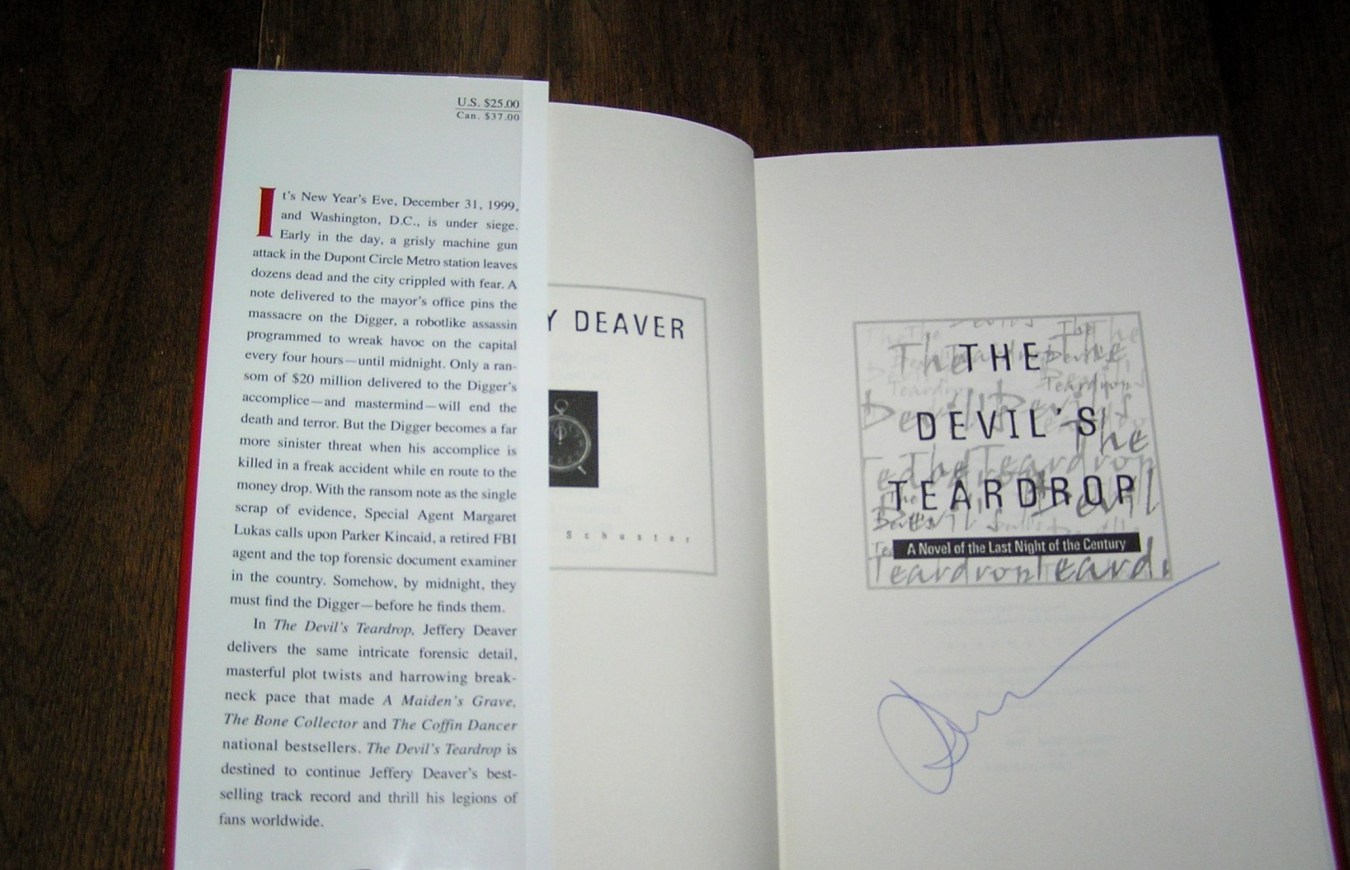 U.S. $25.00
Can. $37.00
It's New Year's Eve, December 31, 1999,
and Washington, D.C., is under siege.
Early in the day, a grisly machine gun
attack in the Dupont Circle Metro station leaves
dozens dead and the city crippled with fear. A
note delivered to the mayor's office pins the
massacre on the Digger, a robotlike assassin
programmed to wreak havoc on the capital
every four hours—until midnight. Only a ran-
som of $20 million delivered to the Digger's
accomplice—and mastermind—will end the
death and terror. But the Digger becomes a far
more sinister threat when his accomplice is
killed in a freak accident while en route to the
money drop. With the ransom note as the single
scrap of evidence, Special Agent Margaret
Lukas calls upon Parker Kincaid, a retired FBI
agent and the top forensic document examiner
in the country. Somehow, by midnight, they
must find the Digger—before he finds them.
In The Devil's Teardrop, Jeffery Deaver
delivers the same intricate forensic detail,
masterful plot twists and harrowing break-
neck pace that made A Maiden's Grave,
The Bone Collector and The Coffin Dancer
national bestsellers. The Devil's Teardrop is
destined to continue Jeffery Deaver's best-
selling track record and thrill his legions of
fans worldwide.
Y DEAVER
Schuster
THE
DEVIL'S
TEARDROP
A Novel of the Last Night of the Century